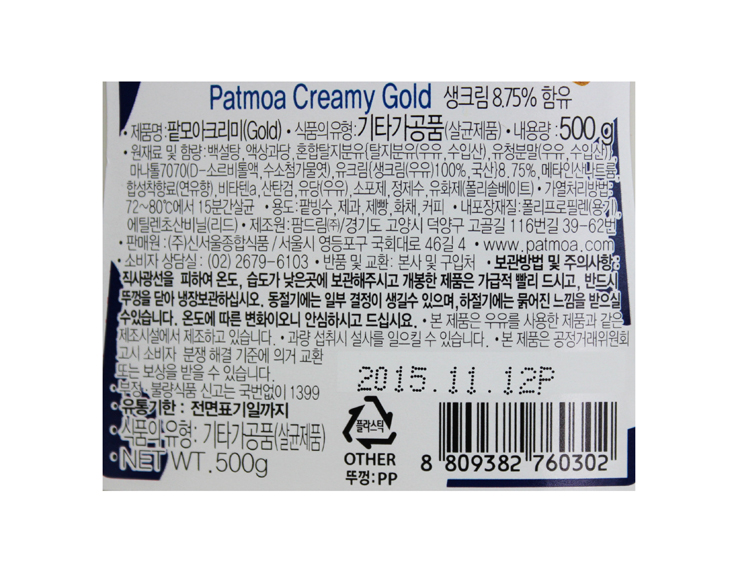 Patmoa Creamy Gold 생크림 8.75% 함유
• 제품명:팥모아크리미(Gold) • 식품의유형:기타가공품(살균제품) • 내용량:500g
• 원재료 및 함량:백설탕, 액상과당, 혼합탈지분유(탈지분유(우유, 수입산), 유청분말(우유,수입산)),
마나톨7070(D-소르비톨액, 수소첨가물엿), 유크림{생크림(우유)100%, 국산}8.75%, 메타인산나트륨,
합성착향료(연유향), 비타텐a, 산탄검, 유당(우유), 소포제, 정제수, 유화제(폴리솔베이트) • 가열처리방법:
72~80℃에서 15분간살균 • 용도:팥빙수, 제과, 제빵, 화채, 커피 • 내포장재질:폴리프로필렌(용기),
에틸렌초산비닐(리드) • 제조원:팜드림㈜/경기도 고양시 덕양구 고골길 116번길 39-62번
• 판매원:(주)신서울종합식품 / 서울시 영등포구 국회대로 46길 4 • www.patmoa.com
• 소비자 상담실:(02) 2679-6103 • 반품 및 교환: 본사 및 구입처 • 보관방법 및 주의사항:
직사광선을 피하여 온도, 습도가 낮은곳에 보관해주시고 개봉한 제품은 가급적 빨리 드시고, 반드시
뚜껑을 닫아 냉장보관하십시오. 동절기에는 일부 결정이 생길수 있으며,하절기에는 묽어진 느낌을 받으실
수있습니다. 온도에 따른 변화이오니 안심하시고 드십시요. • 본 제품은 우유를 사용한 제품과 같은
제조시설에서 제조하고 있습니다. • 과량 섭취시 설사를 일으킬 수 있습니다. • 본 제품은 공정거래위원회
고시 소비자 분쟁 해결 기준에 의거 교환
또는 보상을 받을 수 있습니다.
• 부정 · 불량식품 신고는 국번없이 1399
• 유통기한 : 전면표기일까지
• 식품의 유형: 기타가공품(살균제품)
• NET WT. 500g
2015.11.12P
플라스틱
OTHER
뚜껑:PP
8 809382 760302